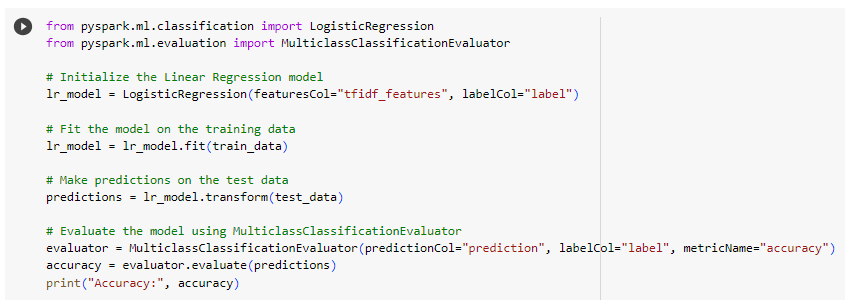 from pyspark.ml.classification import LogisticRegression
from pyspark.ml.evaluation import MulticlassClassificationEvaluator
# Initialize the Linear Regression model
lr_model = LogisticRegression(featuresCol="tfidf_features", labelCol="label")
# Fit the model on the training data
lr_model = lr_model.fit(train_data)
# Make predictions on the test data
predictions = lr_model.transform(test_data)
# Evaluate the model using MulticlassClassificationEvaluator
evaluator = MulticlassClassificationEvaluator(predictionCol="prediction", labelCol="label", metricName="accuracy")
accuracy = evaluator.evaluate(predictions)
print("Accuracy:", accuracy)